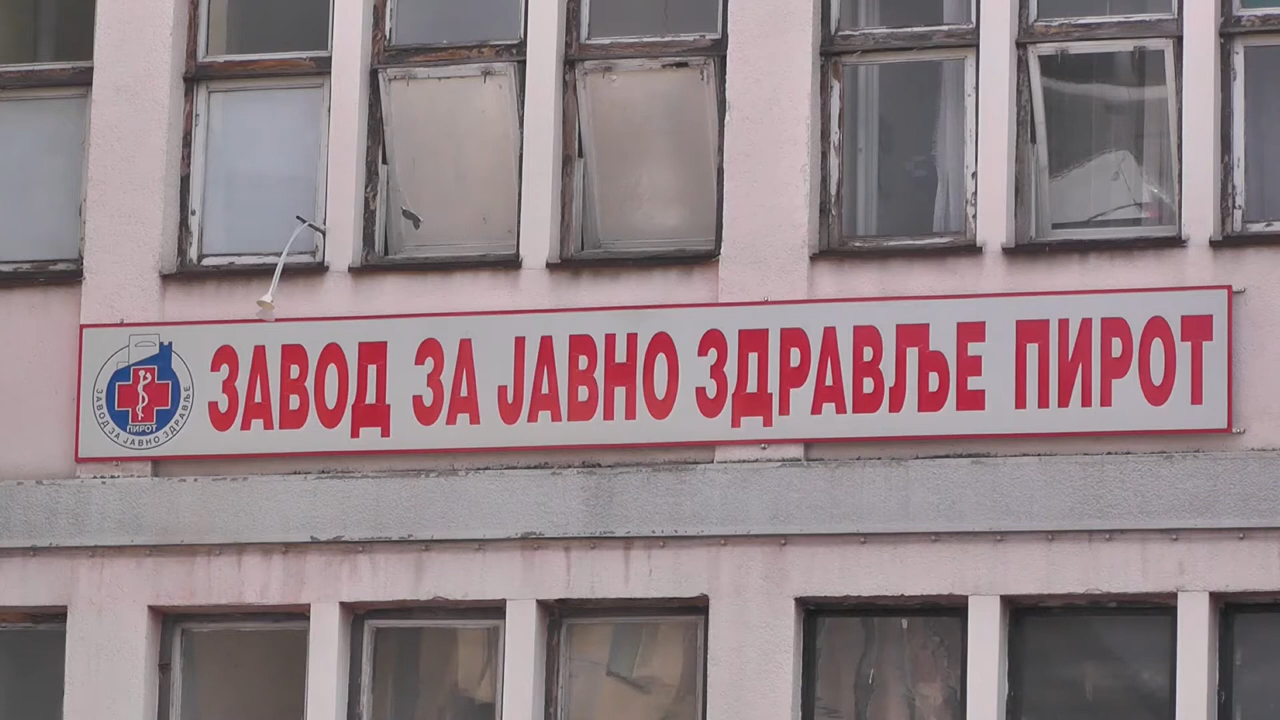 ЗАВОД ЗА ЈАВНО ЗДРАВЉЕ ПИРОТ
ПИРОТ
ЗАВОД ЗА ЈАВНО ЗДРАВЉЕ